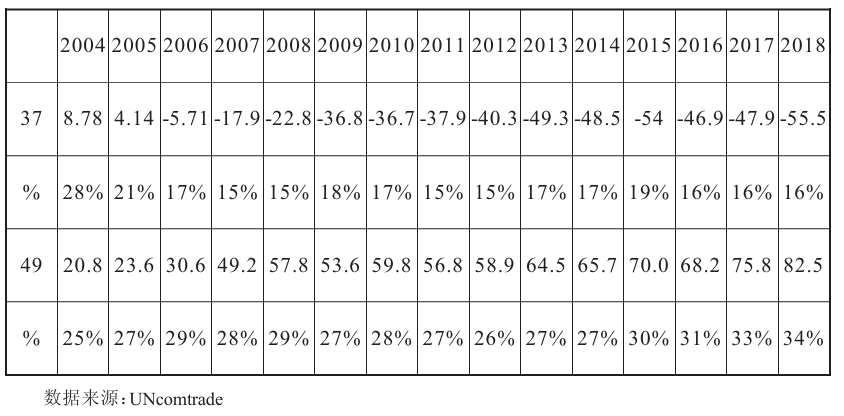 2004 2005 2006 2007 2008 2009 2010 2011 2012 2013 2014 2015 2016 2017 2018
37 8.78 4.14 -5.71 -17.9 -22.8 -36.8 -36.7 -37.9 -40.3 -49.3 -48.5 -54 -46.9 -47.9 -55.5
% 28% 21% 17% 15% 15% 18% 17% 15% 15% 17% 17% 19% 16% 16% 16%
49 20.8 23.6 30.6 49.2 57.8 53.6 59.8 56.8 58.9 64.5 65.7 70.0 68.2 75.8 82.5
% 25% 27% 29% 28% 29% 27% 28% 27% 26% 27% 27% 30% 31% 33% 34%
数据来源:UNcomtrade